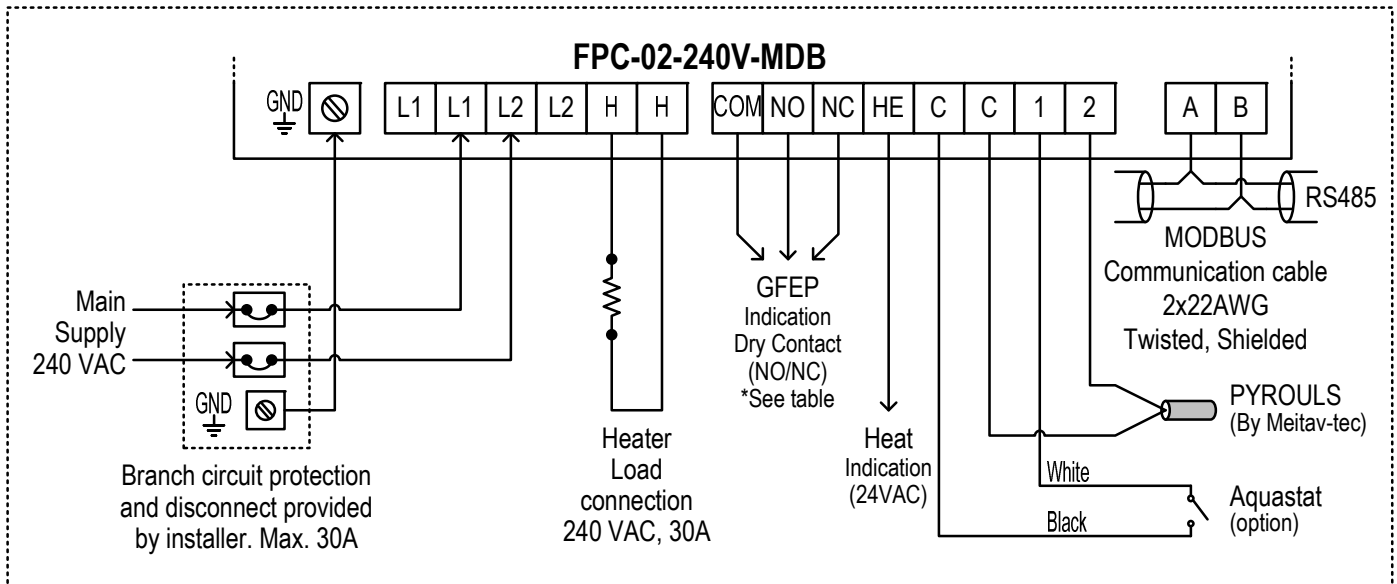 FPC-02-240V-MDB
GND
L1 L1 L2 L2 H H COM NO NC HE C C 1 2 A B
RS485
MODBUS
Communication cable
2x22AWG
Twisted, Shielded
Main
Supply
240 VAC
GND
Branch circuit protection
and disconnect provided
by installer. Max. 30A
Heater
Load
connection
240 VAC, 30A
GFEP
Indication
Dry Contact
(NO/NC)
*See table
Heat
Indication
(24VAC)
PYROULS
(By Meitav-tec)
White
Black
Aquastat
(option)